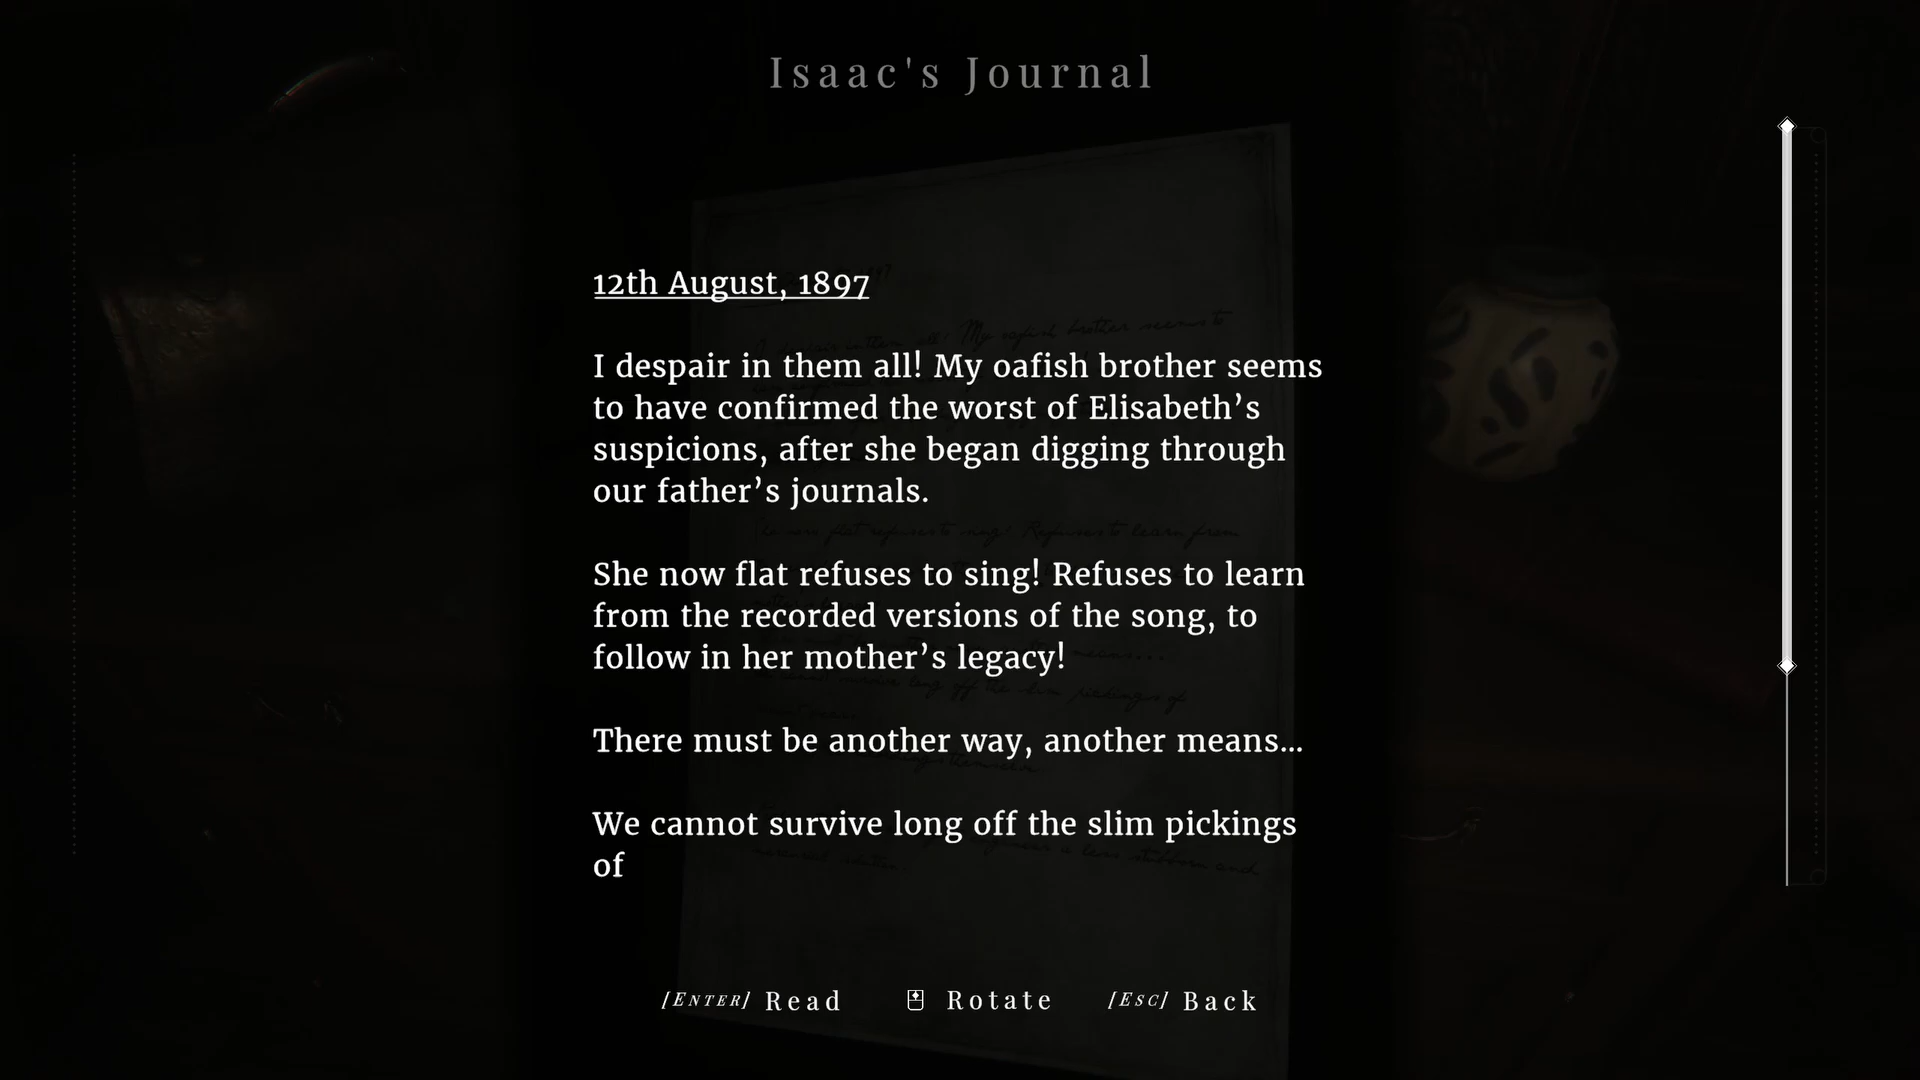 Isaac's Journal
12th August, 1897
I despair in them all! My oafish brother seems
to have confirmed the worst of Elisabeth’s
suspicions, after she began digging through
our father’s journals.
She now flat refuses to sing! Refuses to learn
from the recorded versions of the song, to
follow in her mother’s legacy!
There must be another way, another means...
We cannot survive long off the slim pickings
of
[ENTER] Read Rotate [ESC] Back